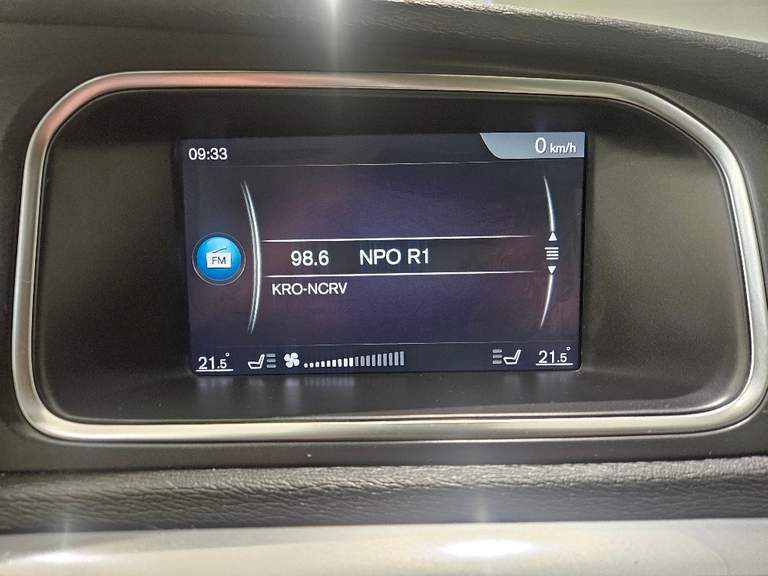 09:33
0 km/h
98.6 NPO R1
FM
KRO-NCRV
21.5° 21.5°